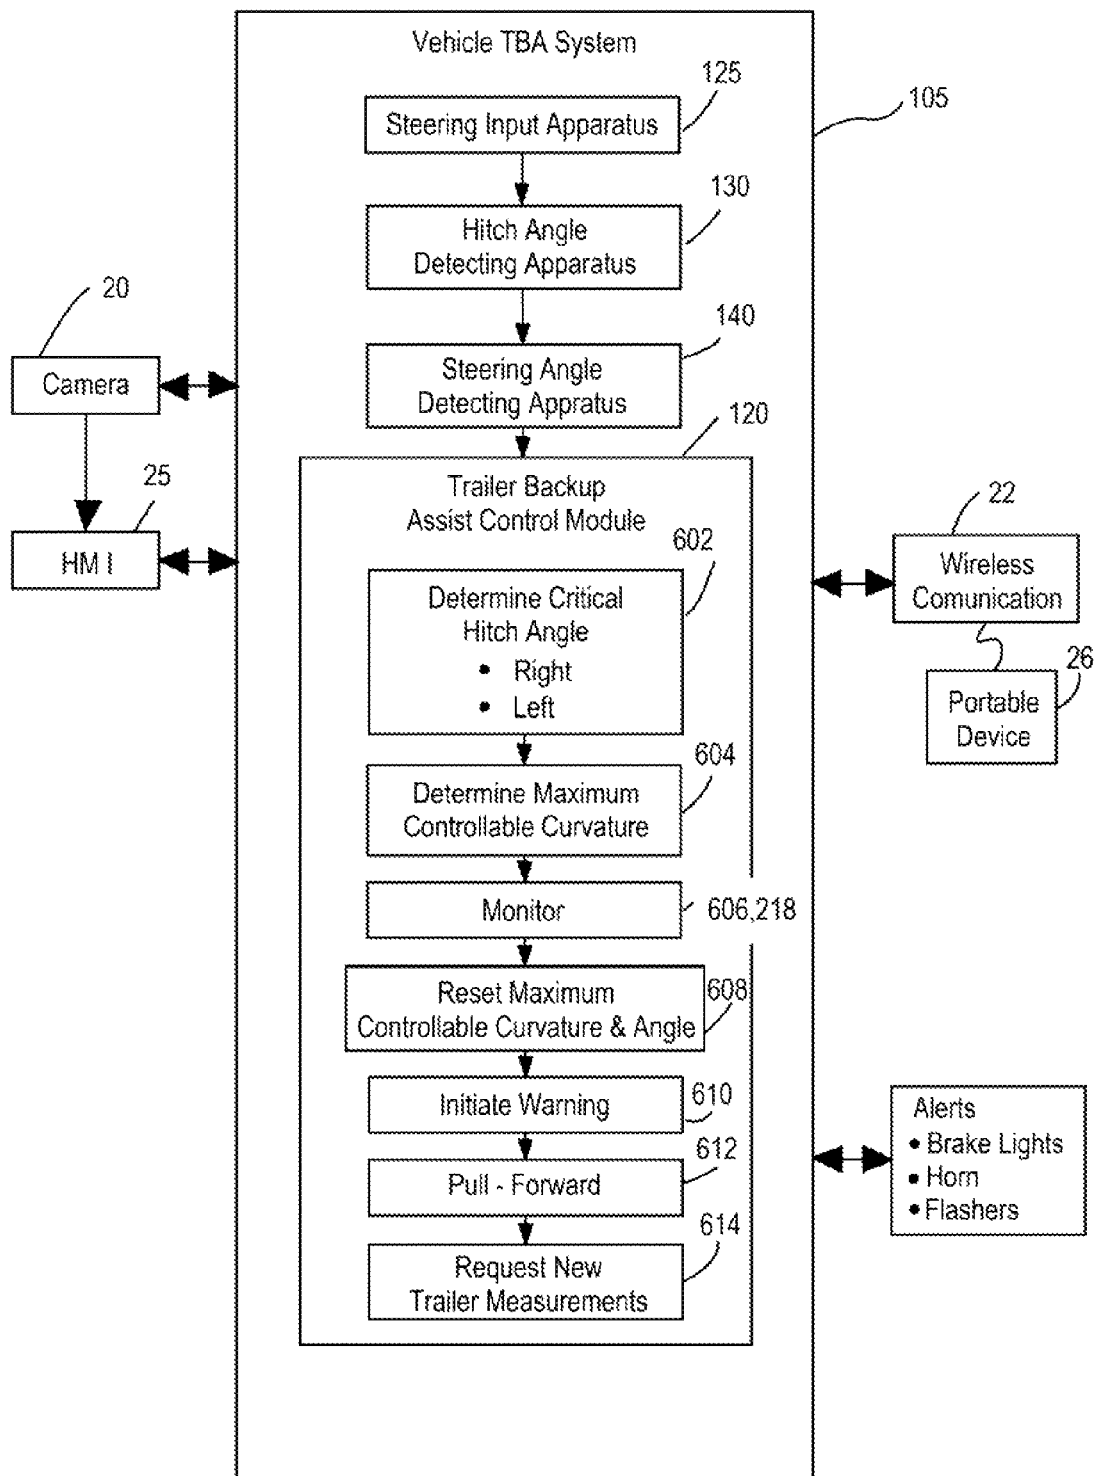 Vehicle TBA System
125
Steering Input Apparatus
105
130
Hitch Angle
Detecting Apparatus
20
Camera
140
Steering Angle
Detecting Appratus
120
25
HM I
Trailer Backup
Assist Control Module
22
Wireless
Comunication
602
Determine Critical
Hitch Angle
• Right
• Left
26
Portable
Device
604
Determine Maximum
Controllable Curvature
Monitor
606,218
Reset Maximum
Controllable Curvature & Angle
608
Initiate Warning
610
Alerts
• Brake Lights
• Horn
• Flashers
612
Pull - Forward
614
Request New
Trailer Measurements